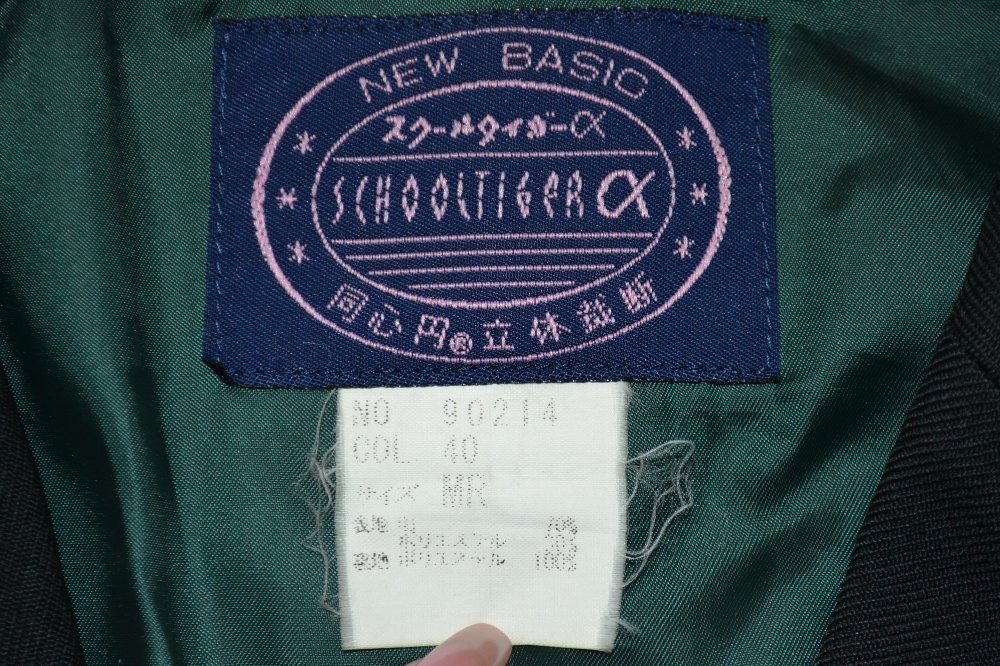 NEW BASIC
スクールタイガーα
SCHOOLTIGER α
同心円Ⓡ立体裁断
NO 90214
COL 40
サイズ MR
表地 毛 70%
ポリエステル
裏地 ポリエステル 100%